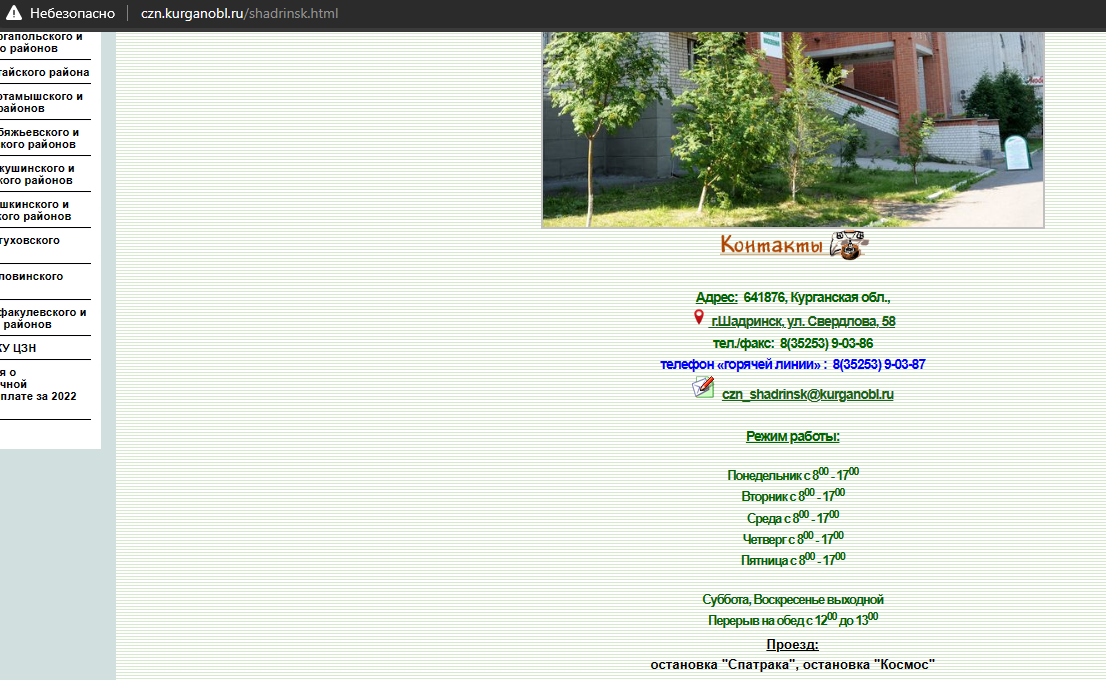 Небезопасно
czn.kurganobl.ru/shadrinsk.html
ргапольского и
о районов
тайского района
ртамышского и
районов
бяжьевского и
ского районов
кушинского и
кого районов
шкинского и
кого районов
туховского
ловинского
факулевского и
районов
КУ ЦЗН
я о
чной
плате за 2022
Контакты
Адрес: 641876, Курганская обл.,
г.Шадринск, ул. Свердлова, 58
тел./факс: 8(35253) 9-03-86
телефон «горячей линии» : 8(35253) 9-03-87
czn_shadrinsk@kurganobl.ru
Режим работы:
Понедельник с 8⁰⁰ - 17⁰⁰
Вторник с 8⁰⁰ - 17⁰⁰
Среда с 8⁰⁰ - 17⁰⁰
Четверг с 8⁰⁰ - 17⁰⁰
Пятница с 8⁰⁰ - 17⁰⁰
Суббота, Воскресенье выходной
Перерыв на обед с 12⁰⁰ до 13⁰⁰
Проезд:
остановка "Спатрака", остановка "Космос"